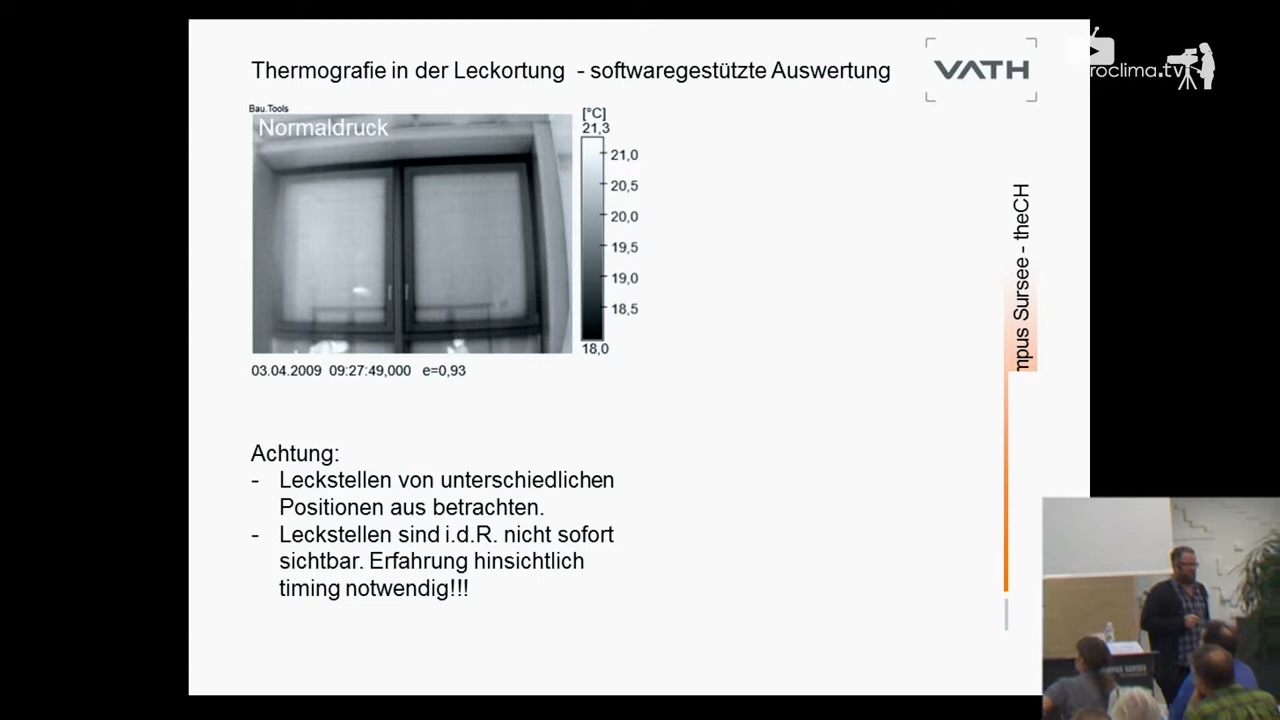 Thermografie in der Leckortung - softwaregestützte Auswertung
VATH
roclima.tv
Bau.Tools
Normaldruck
[°C]
21,3
21,0
20,5
20,0
19,5
19,0
18,5
18,0
03.04.2009 09:27:49,000 e=0,93
mpus Sursee - theCH
Achtung:
- Leckstellen von unterschiedlichen
Positionen aus betrachten.
- Leckstellen sind i.d.R. nicht sofort
sichtbar. Erfahrung hinsichtlich
timing notwendig!!!
CAMPUS SURSEE